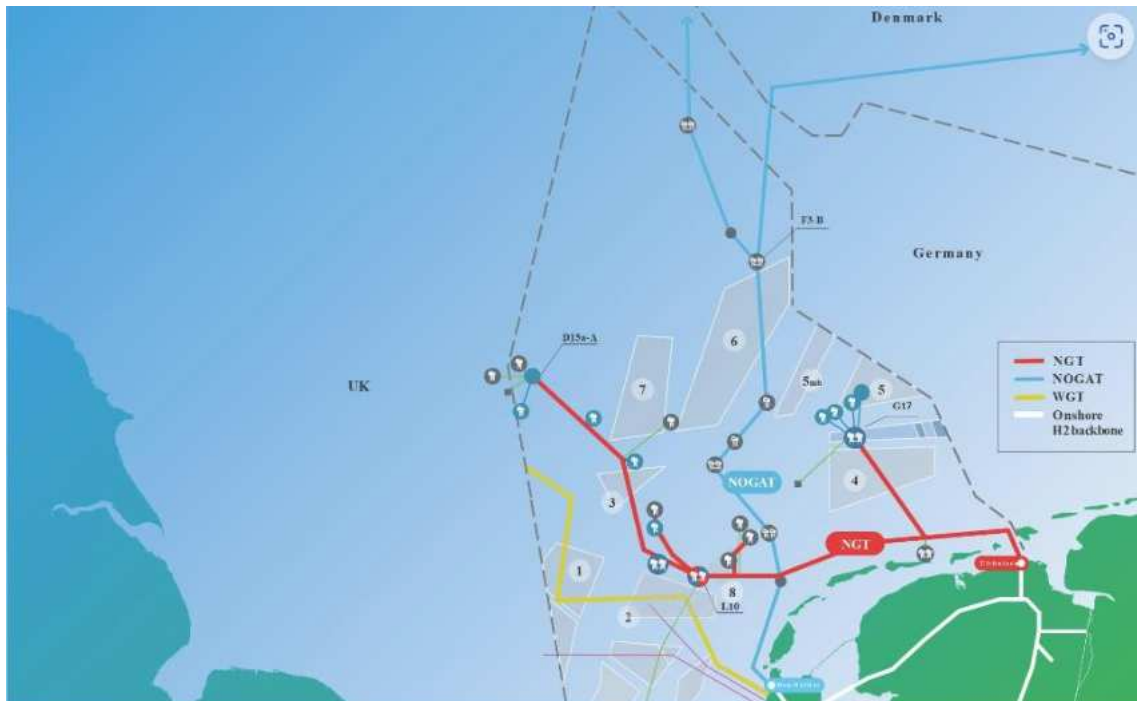 Denmark
F3-B
Germany
D15a-A
UK
6
7
5mb
5
G17
NGT
NOGAT
WGT
Onshore
H2 backbone
NOGAT
4
3
NGT
1
8
L10
2